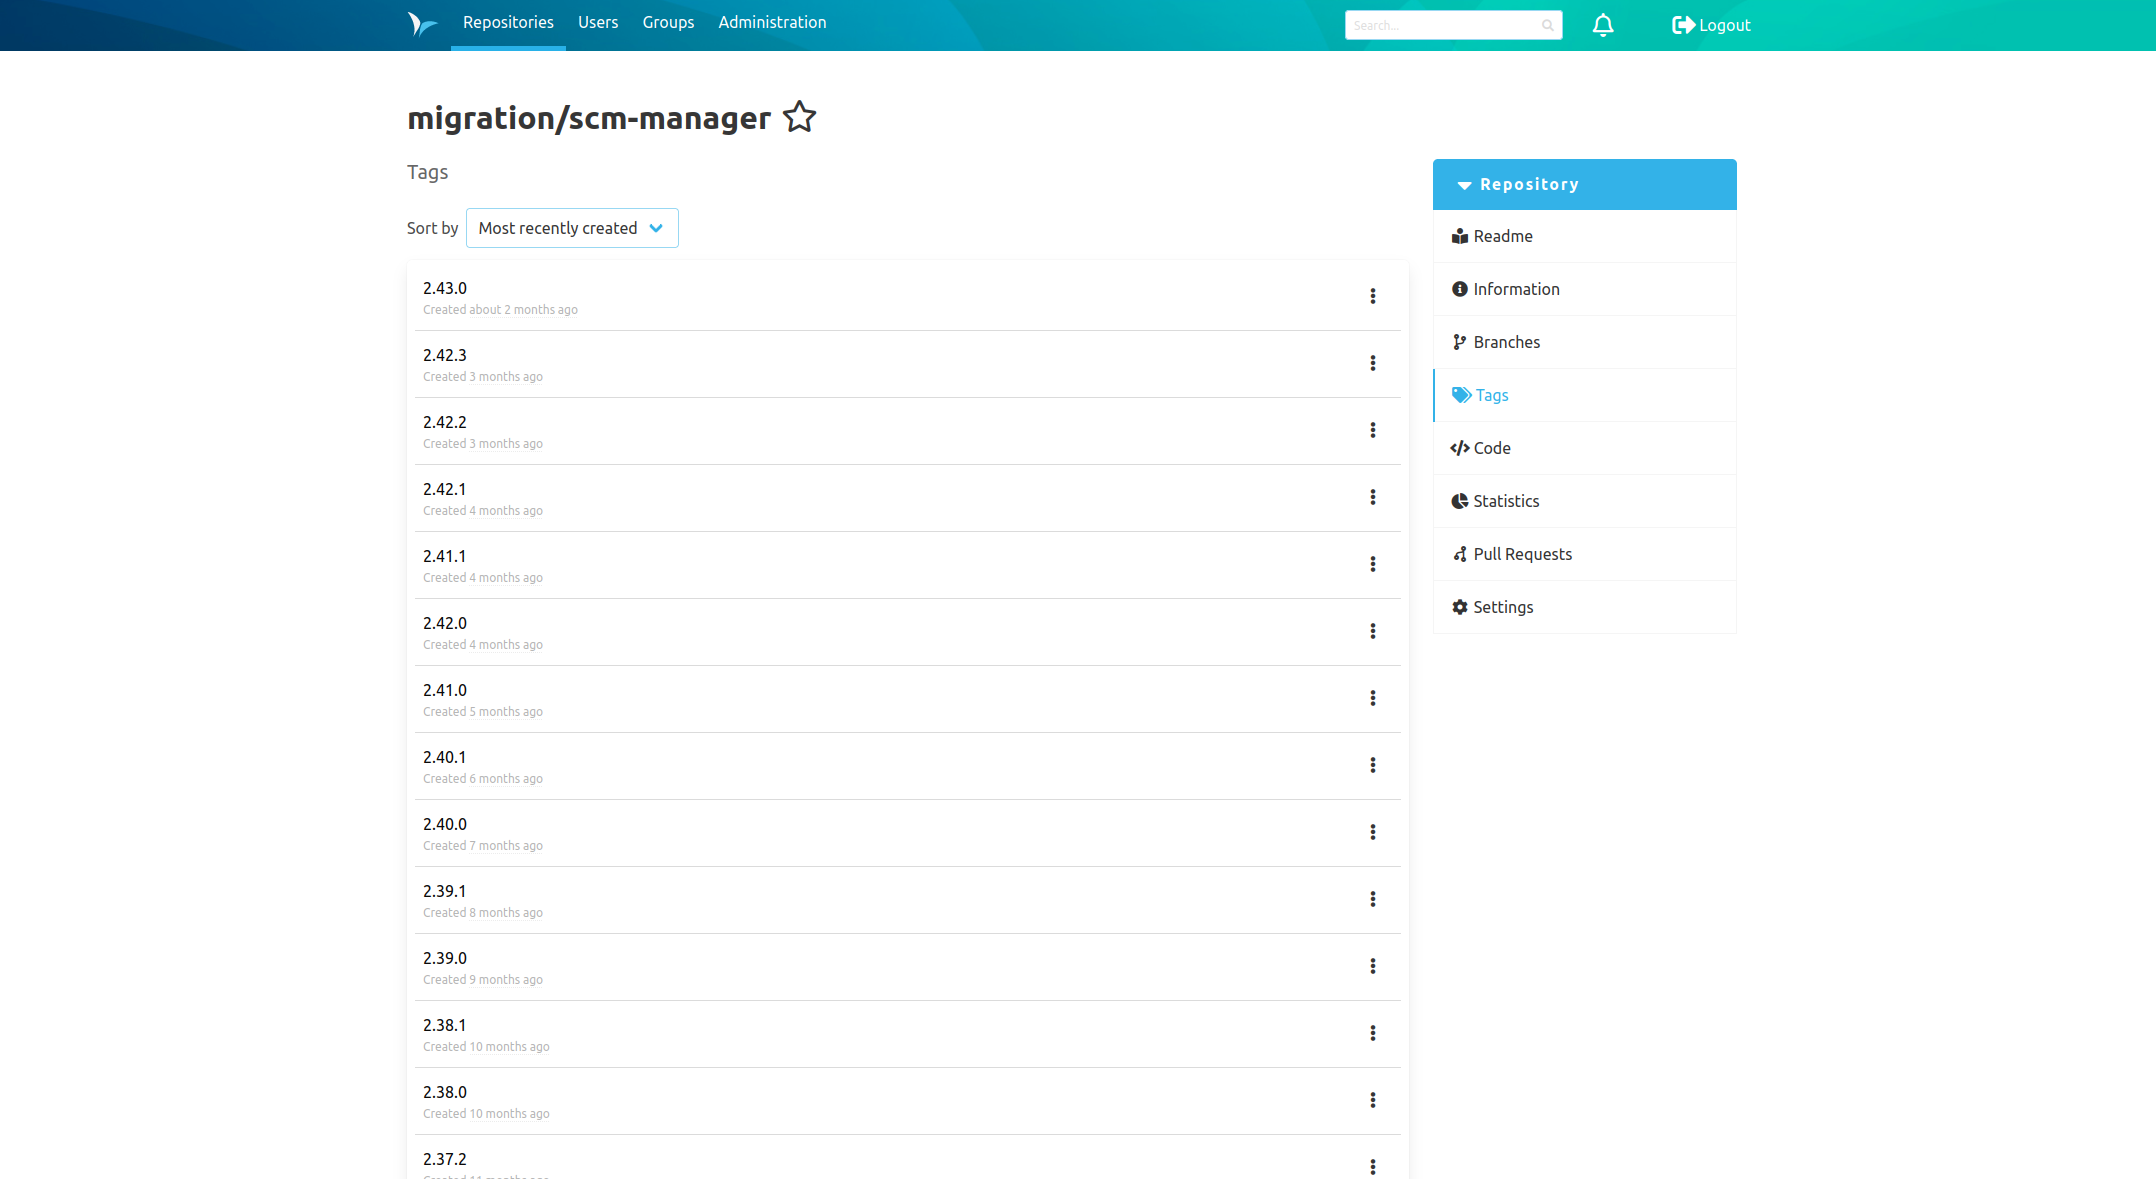 Repositories Users Groups Administration Search... Logout
migration/scm-manager
Tags
Sort by Most recently created
2.43.0
Created about 2 months ago
2.42.3
Created 3 months ago
2.42.2
Created 3 months ago
2.42.1
Created 4 months ago
2.41.1
Created 4 months ago
2.42.0
Created 4 months ago
2.41.0
Created 5 months ago
2.40.1
Created 6 months ago
2.40.0
Created 7 months ago
2.39.1
Created 8 months ago
2.39.0
Created 9 months ago
2.38.1
Created 10 months ago
2.38.0
Created 10 months ago
2.37.2
Repository
Readme
Information
Branches
Tags
Code
Statistics
Pull Requests
Settings